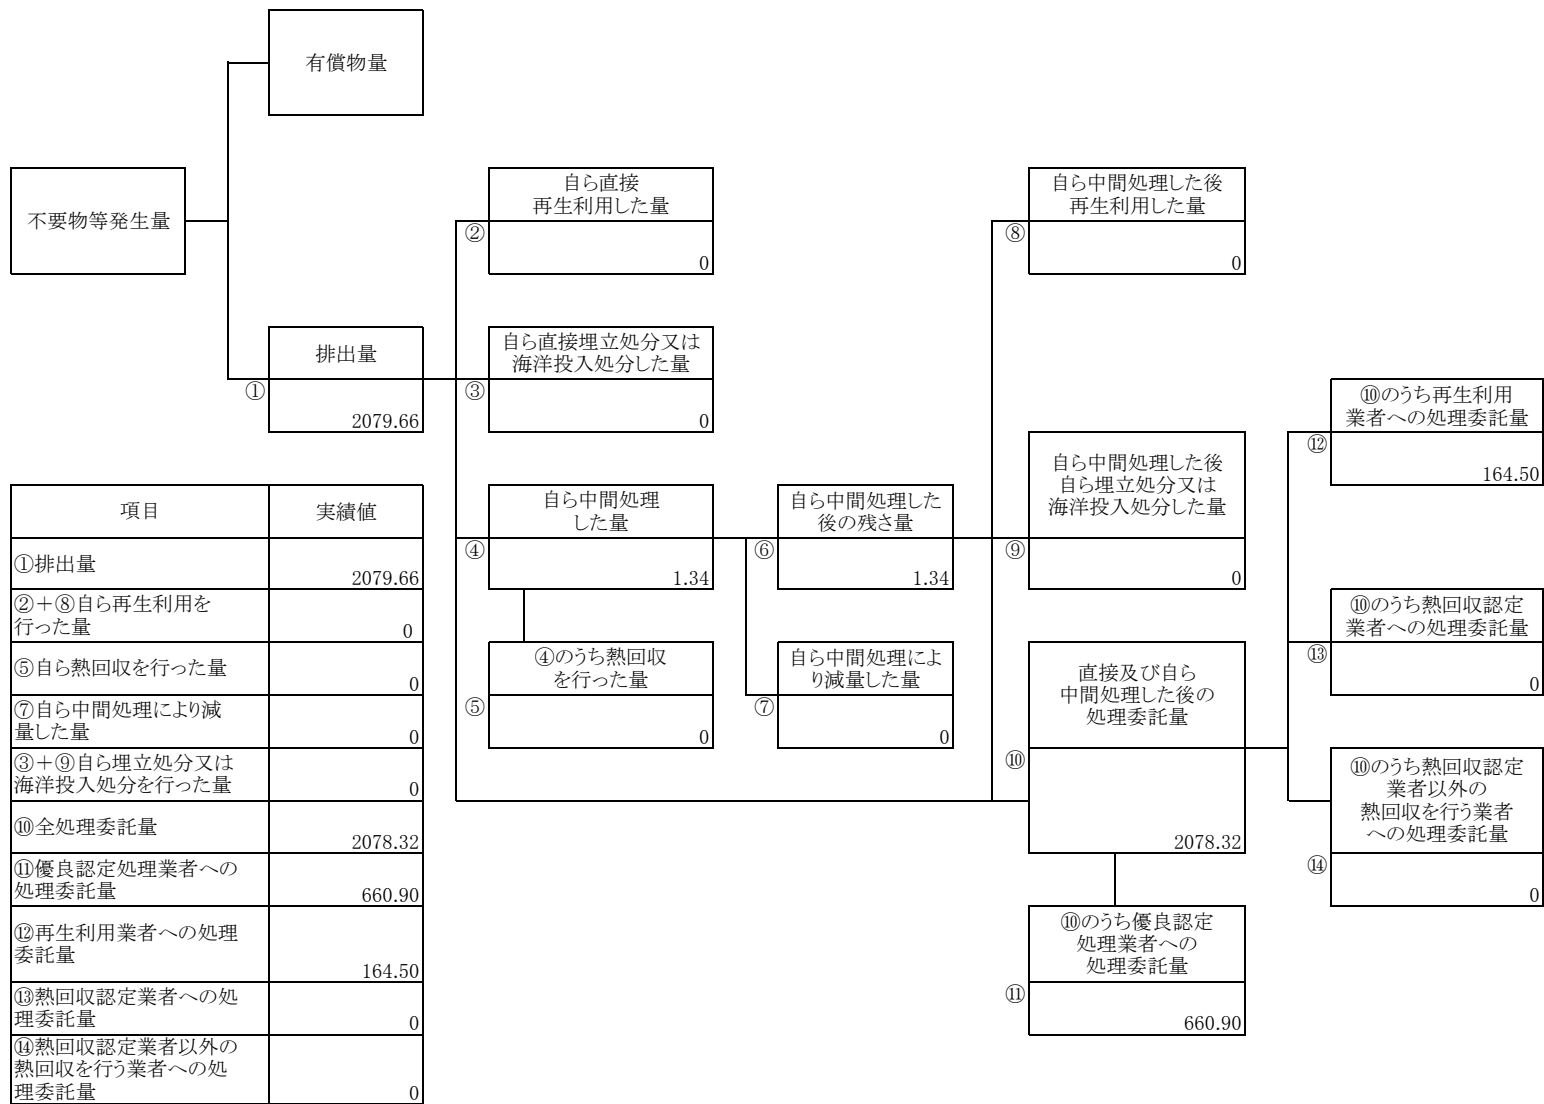 有償物量
不要物等発生量
自ら直接
再生利用した量
②
0
自ら中間処理した後
再生利用した量
⑧
0
排出量
①
2079.66
自ら直接埋立処分又は
海洋投入処分した量
③
0
自ら中間処理
した量
④
1.34
自ら中間処理した
後の残さ量
⑥
1.34
自ら中間処理した後
自ら埋立処分又は
海洋投入処分した量
⑨
0
⑩のうち再生利用
業者への処理委託量
⑫
164.50
④のうち熱回収
を行った量
⑤
0
自ら中間処理によ
り減量した量
⑦
0
直接及び自ら
中間処理した後の
処理委託量
⑩
2078.32
⑩のうち熱回収認定
業者への処理委託量
⑬
0
⑩のうち熱回収認定
業者以外の
熱回収を行う業者
への処理委託量
⑭
0
⑩のうち優良認定
処理業者への
処理委託量
⑪
660.90
項目 実績値
①排出量
2079.66
②+⑧自ら再生利用を
行った量
0
⑤自ら熱回収を行った量
0
⑦自ら中間処理により減
量した量
0
③+⑨自ら埋立処分又は
海洋投入処分を行った量
0
⑩全処理委託量
2078.32
⑪優良認定処理業者への
処理委託量
660.90
⑫再生利用業者への処理
委託量
164.50
⑬熱回収認定業者への処
理委託量
0
⑭熱回収認定業者以外の
熱回収を行う業者への処
理委託量
0